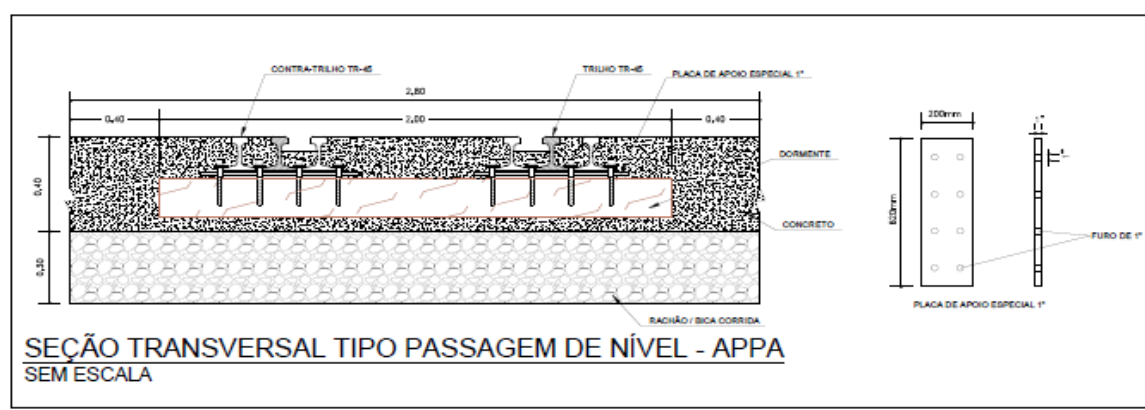 CONTRA-TRILHO TR-45
TRILHO TR-45
PLACA DE APOIO ESPECIAL 1"
2,80
0,40
2,00
0,40
200mm
1"
1"
DORMENTE
0,40
CONCRETO
FURO DE 1"
0,30
PLACA DE APOIO ESPECIAL 1"
RACHÃO / BICA CORRIDA
SEÇÃO TRANSVERSAL TIPO PASSAGEM DE NÍVEL - APPA
SEM ESCALA